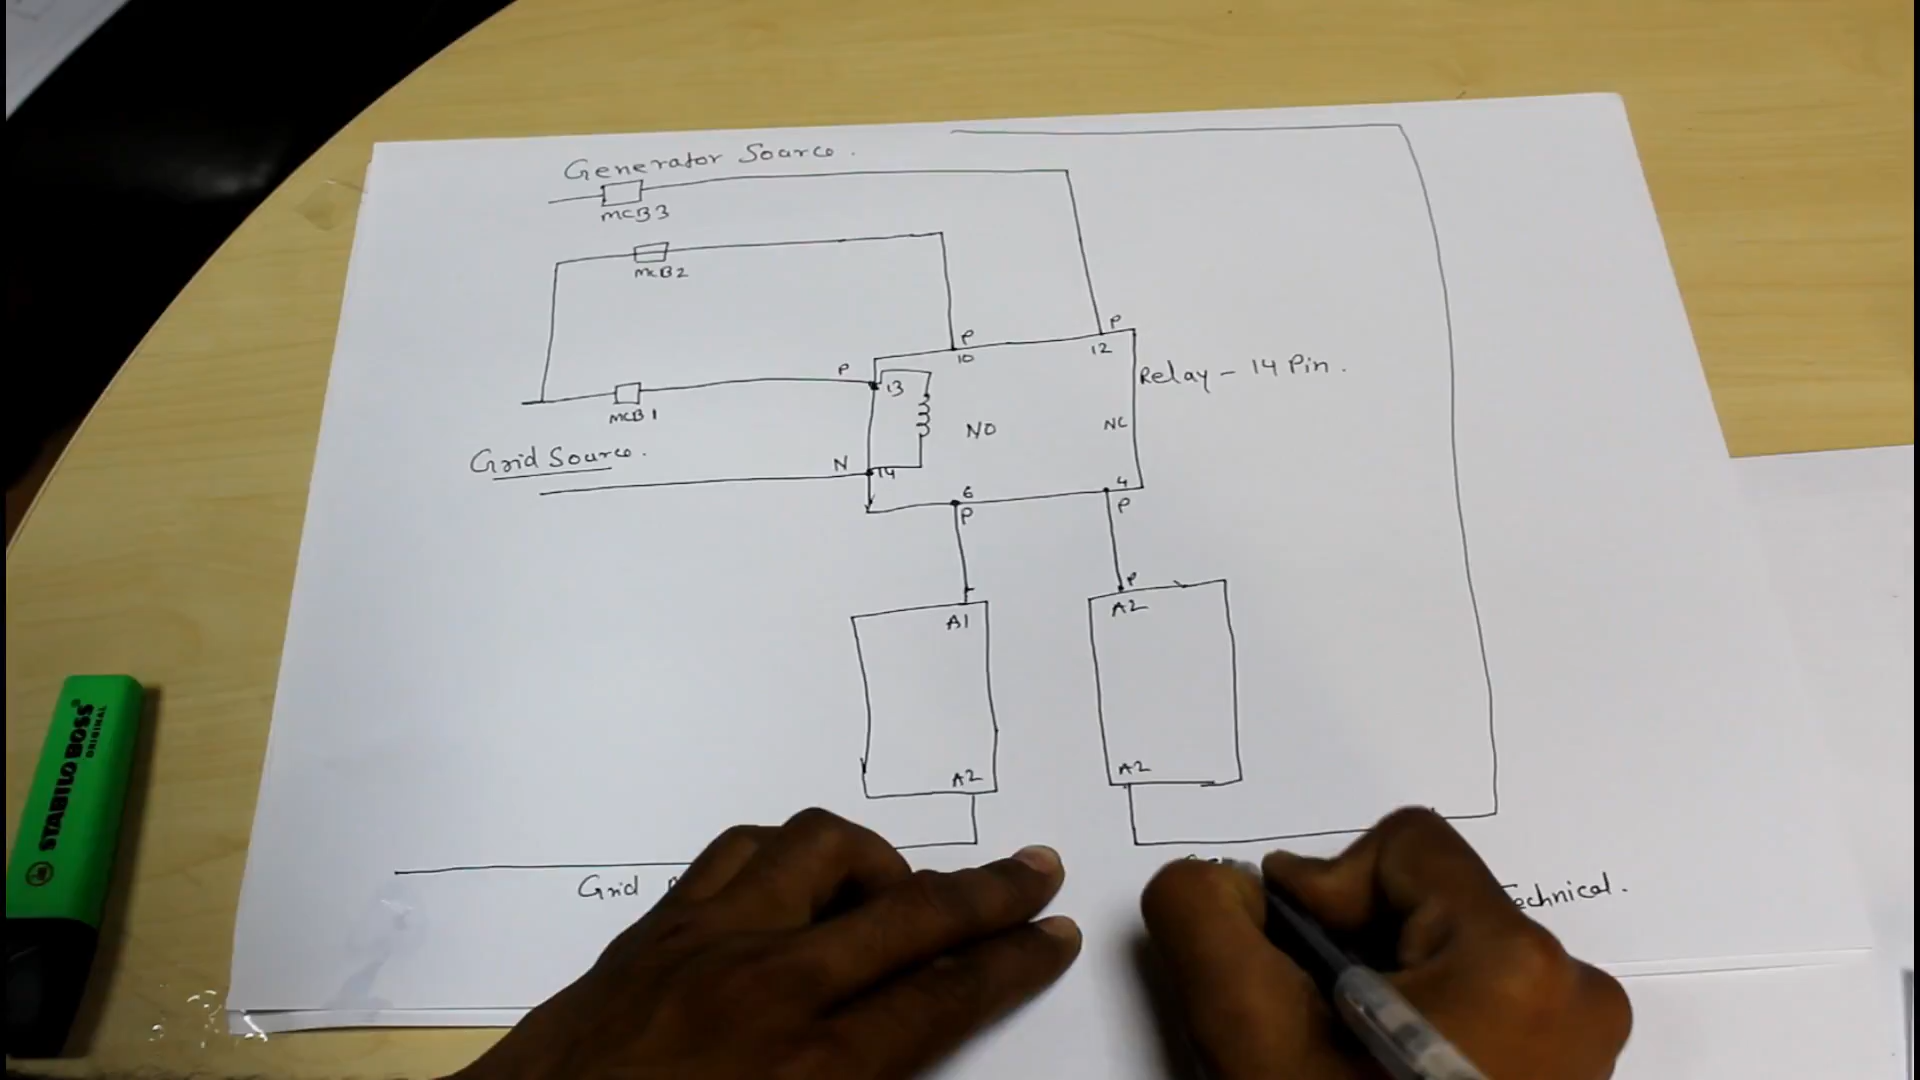 Generator Source.
MCB3
MCB2
P
P
10
12
Relay - 14 Pin.
P
13
MCB1
NO
NC
Grid Source.
N
14
6
4
P
P
P
A1
A2
STABILO BOSS®
ORIGINAL
A2
A2
Grid
Technical.